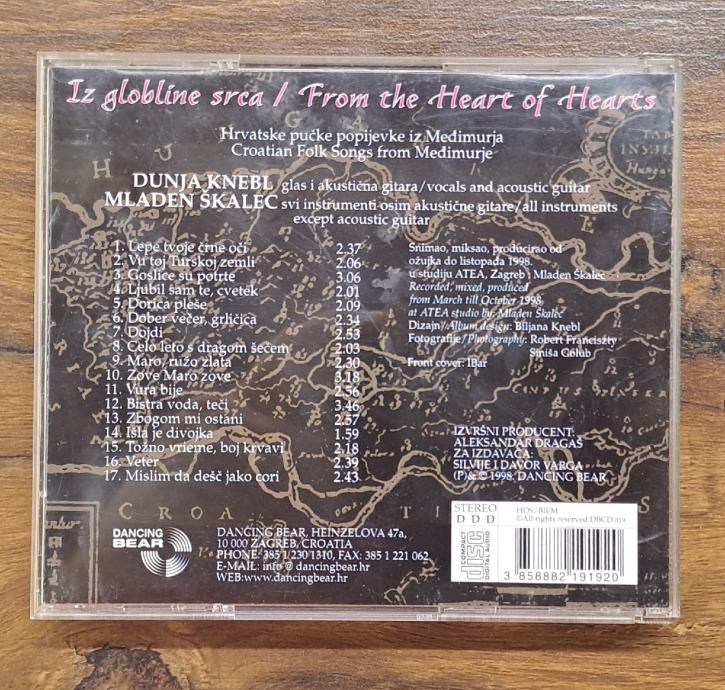 Iz globline srca / From the Heart of Hearts
Hrvatske pučke popijevke iz Međimurja
Croatian Folk Songs from Međimurje
DUNJA KNEBL glas i akustična gitara/vocals and acoustic guitar
MLADEN ŠKALEC svi instrumenti osim akustične gitare/all instruments
except acoustic guitar
1. Lepe tvoje črne oči 2.37
2. Vu toj Turskoj zemli 2.06
3. Goslice su potrte 3.06
4. Ljubil sam te, cvetek 2.01
5. Dorica pleše 2.09
6. Dober večer, grličica 2.34
7. Dojdi 2.53
8. Celo leto s dragom šečem 2.03
9. Maro, ružo zlata 2.30
10. Zove Maro zove 3.18
11. Vura bije 2.56
12. Bistra voda, teči 3.46
13. Zbogom mi ostani 2.57
14. Išla je divojka 1.59
15. Tožno vrieme, boj krvavi 2.18
16. Veter 2.39
17. Mislim da dešč jako cori 2.43
Snimao, miksao, producirao od
ožujka do listopada 1998.
u studiju ATEA, Zagreb : Mladen Škalec
Recorded, mixed, produced
from March till October 1998
at ATEA studio by: Mladen Škalec
Dizajn/Album design: Biljana Knebl
Fotografije/Photography: Robert Franciszty
Siniša Golub
Front cover: IBar
IZVRŠNI PRODUCENT:
ALEKSANDAR DRAGAŠ
ZA IZDAVAČA:
SILVIJE I DAVOR VARGA
(P)& © 1998. DANCING BEAR
CROA T I
S
H U G A
TAB
INSU
Hungar
DANCING
BEAR
DANCING BEAR, HEINZELOVA 47a,
10 000 ZAGREB, CROATIA
PHONE: 385 1 230 1310, FAX: 385 1 221 062
E-MAIL: info @ dancingbear.hr
WEB:www.dancingbear.hr
STEREO
D D D
COMPACT
disc
DIGITAL AUDIO
HDS/BIEM
©All rights reserved DBCD 019
3 858882 191920